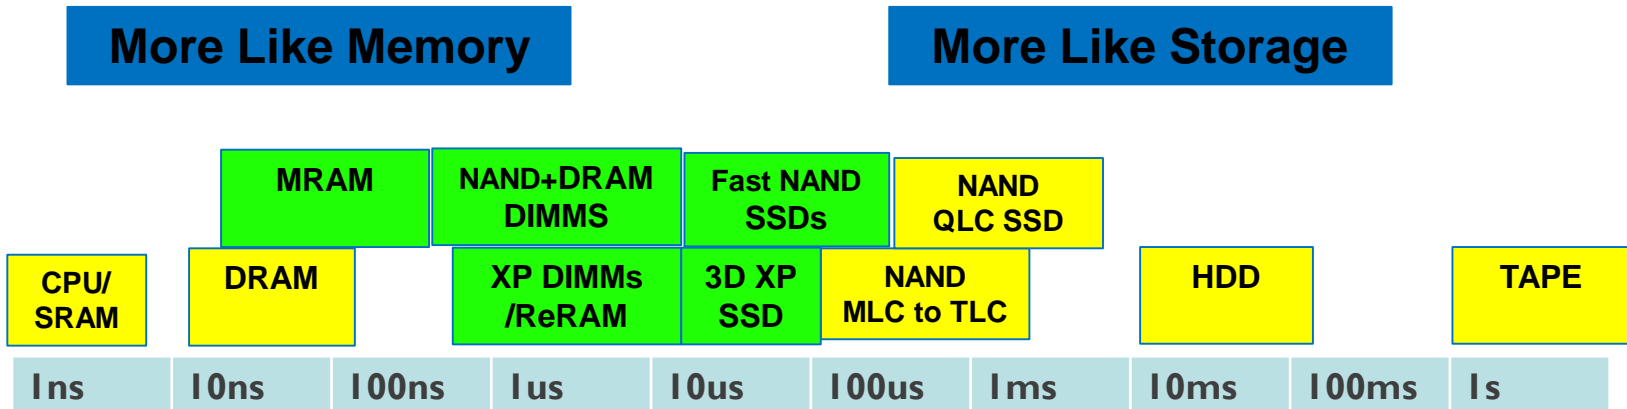 More Like Memory
More Like Storage
MRAM
NAND+DRAM
DIMMS
Fast NAND
SSDs
NAND
QLC SSD
CPU/
SRAM
DRAM
XP DIMMs
/ReRAM
3D XP
SSD
NAND
MLC to TLC
HDD
TAPE
1ns
10ns
100ns
1us
10us
100us
1ms
10ms
100ms
1s